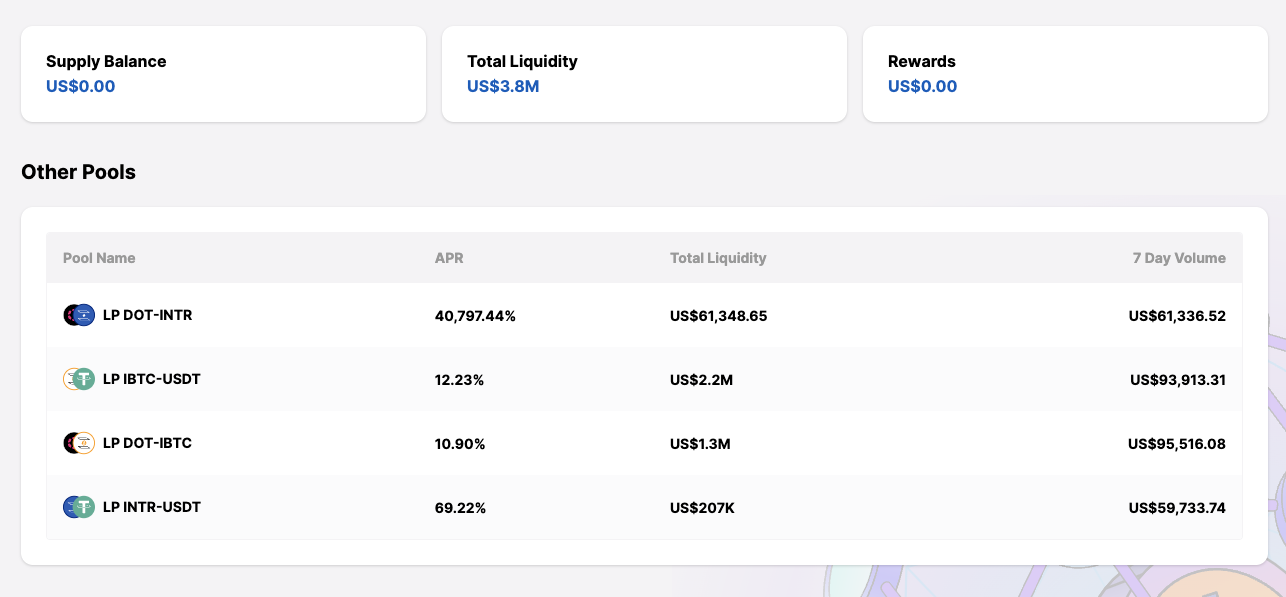 Supply Balance
US$0.00
Total Liquidity
US$3.8M
Rewards
US$0.00
Other Pools
Pool Name APR Total Liquidity 7 Day Volume
LP DOT-INTR 40,797.44% US$61,348.65 US$61,336.52
LP IBTC-USDT 12.23% US$2.2M US$93,913.31
LP DOT-IBTC 10.90% US$1.3M US$95,516.08
LP INTR-USDT 69.22% US$207K US$59,733.74